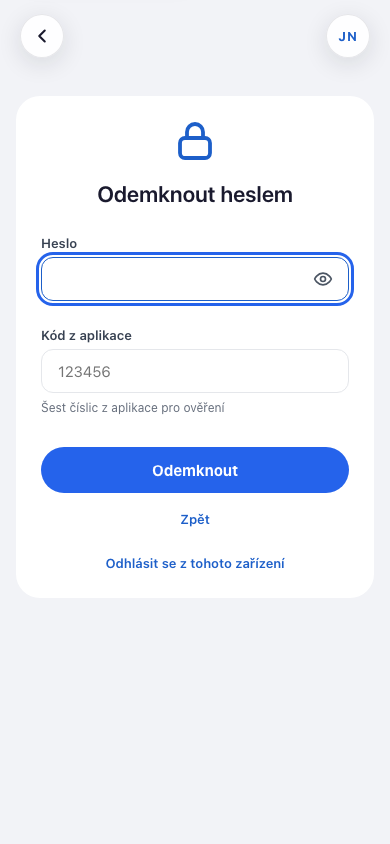 JN
Odemknout heslem
Heslo
Kód z aplikace
123456
Šest číslic z aplikace pro ověření
Odemknout
Zpět
Odhlásit se z tohoto zařízení